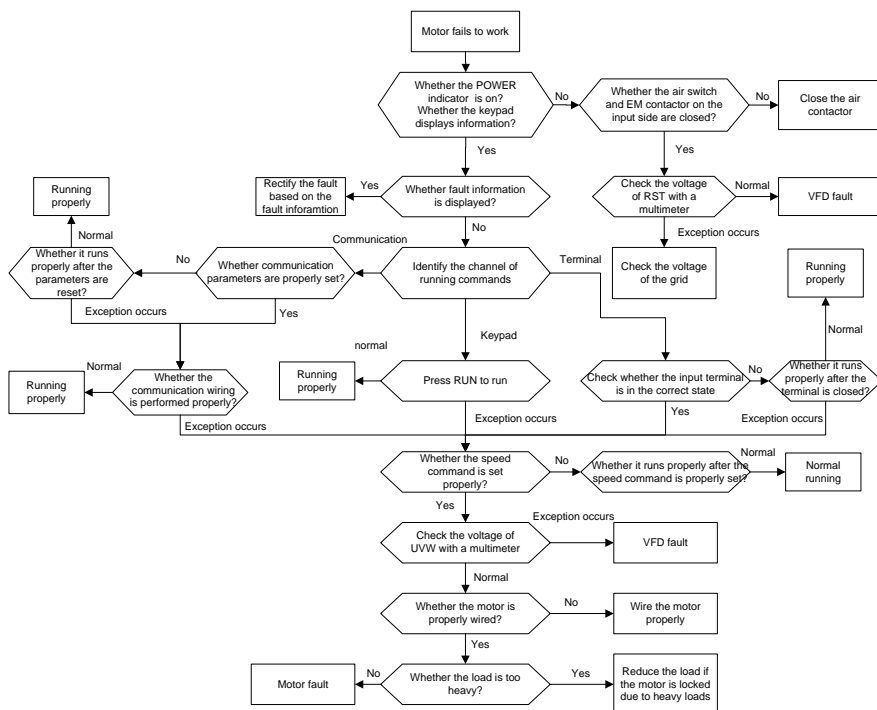 Motor fails to work
Whether the POWER
indicator is on?
Whether the keypad
displays information?
No
Whether the air switch
and EM contactor on the
input side are closed?
No
Close the air
contactor
Yes
Yes
Running
properly
Rectify the fault
based on the
fault inforamtion
Yes
Whether fault information
is displayed?
Check the voltage
of RST with a
multimeter
Normal
VFD fault
Normal
No
Exception occurs
Communication
Whether it runs
properly after the
parameters are
reset?
No
Whether communication
parameters are properly set?
Identify the channel of
running commands
Terminal
Check the voltage
of the grid
Running
properly
Exception occurs
Yes
Keypad
Normal
normal
Running
properly
Normal
Whether the
communication wiring
is performed properly?
Running
properly
Press RUN to run
Check whether the input terminal
is in the correct state
No
Whether it runs
properly after the
terminal is closed?
Exception occurs
Exception occurs
Yes
Exception occurs
Whether the speed
command is set
properly?
No
Whether it runs properly after the
speed command is properly set?
Normal
Normal
running
Yes
Exception occurs
Check the voltage of
UVW with a multimeter
VFD fault
Normal
Whether the motor is
properly wired?
No
Wire the motor
properly
Yes
Motor fault
No
Whether the load is too
heavy?
Yes
Reduce the load if
the motor is locked
due to heavy loads